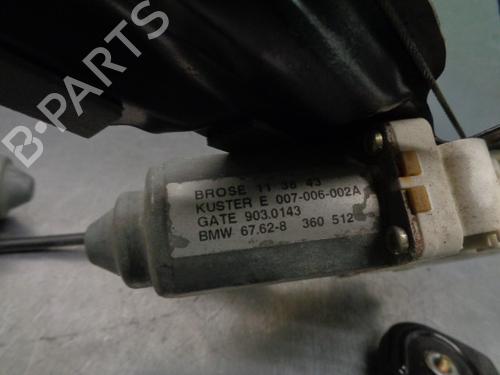 B-PARTS
BROSE 11 36 43
KUSTER E 007-006-002A
GATE 903.0143
BMW 67.62-8 360 512